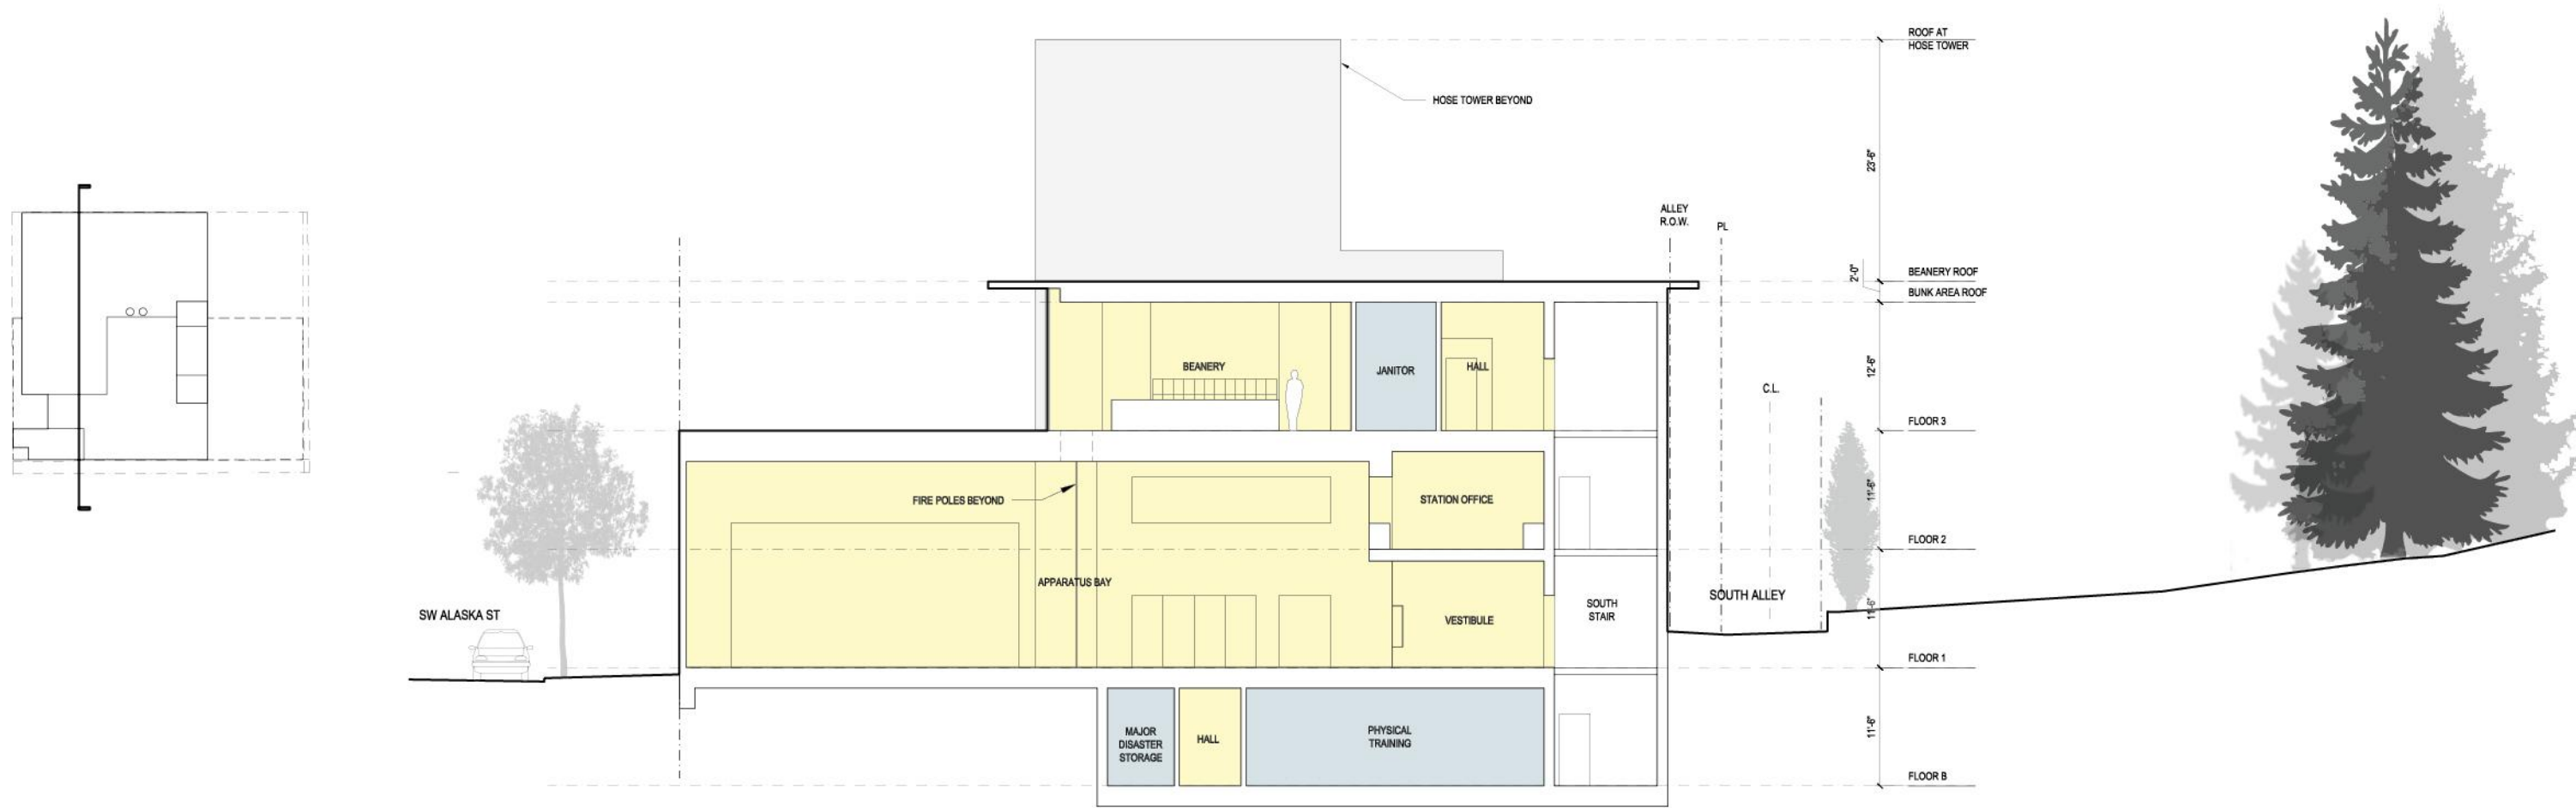 ROOF AT
HOSE TOWER
HOSE TOWER BEYOND
23'-6"
ALLEY
R.O.W.
PL
2'-0"
BEANERY ROOF
BUNK AREA ROOF
BEANERY
JANITOR
HALL
12'-6"
C.L.
FLOOR 3
FIRE POLES BEYOND
STATION OFFICE
11'-6"
FLOOR 2
APPARATUS BAY
SW ALASKA ST
VESTIBULE
SOUTH
STAIR
SOUTH ALLEY
11'-6"
FLOOR 1
MAJOR
DISASTER
STORAGE
HALL
PHYSICAL
TRAINING
11'-6"
FLOOR B